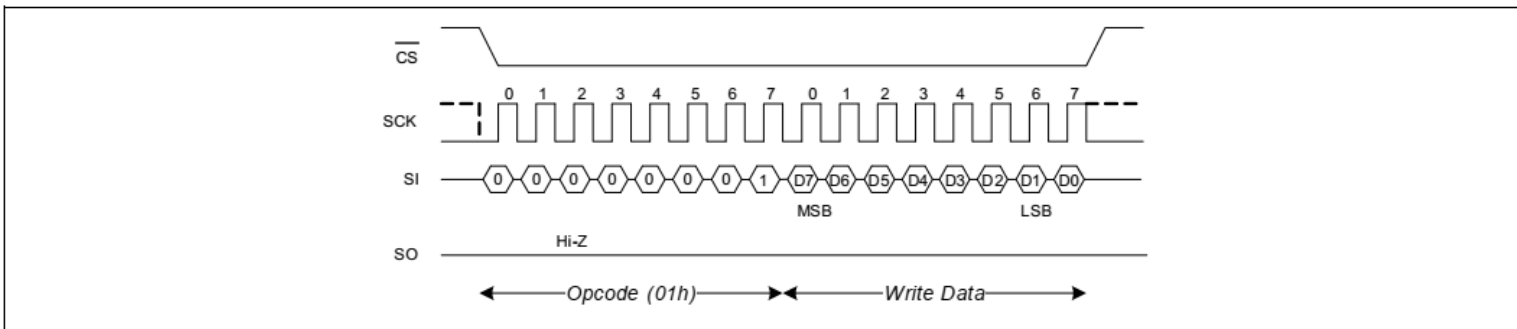 CS
0 1 2 3 4 5 6 7 0 1 2 3 4 5 6 7
SCK
SI 0 0 0 0 0 0 0 1 D7 D6 D5 D4 D3 D2 D1 D0
MSB LSB
Hi-Z
SO
Opcode (01h) Write Data